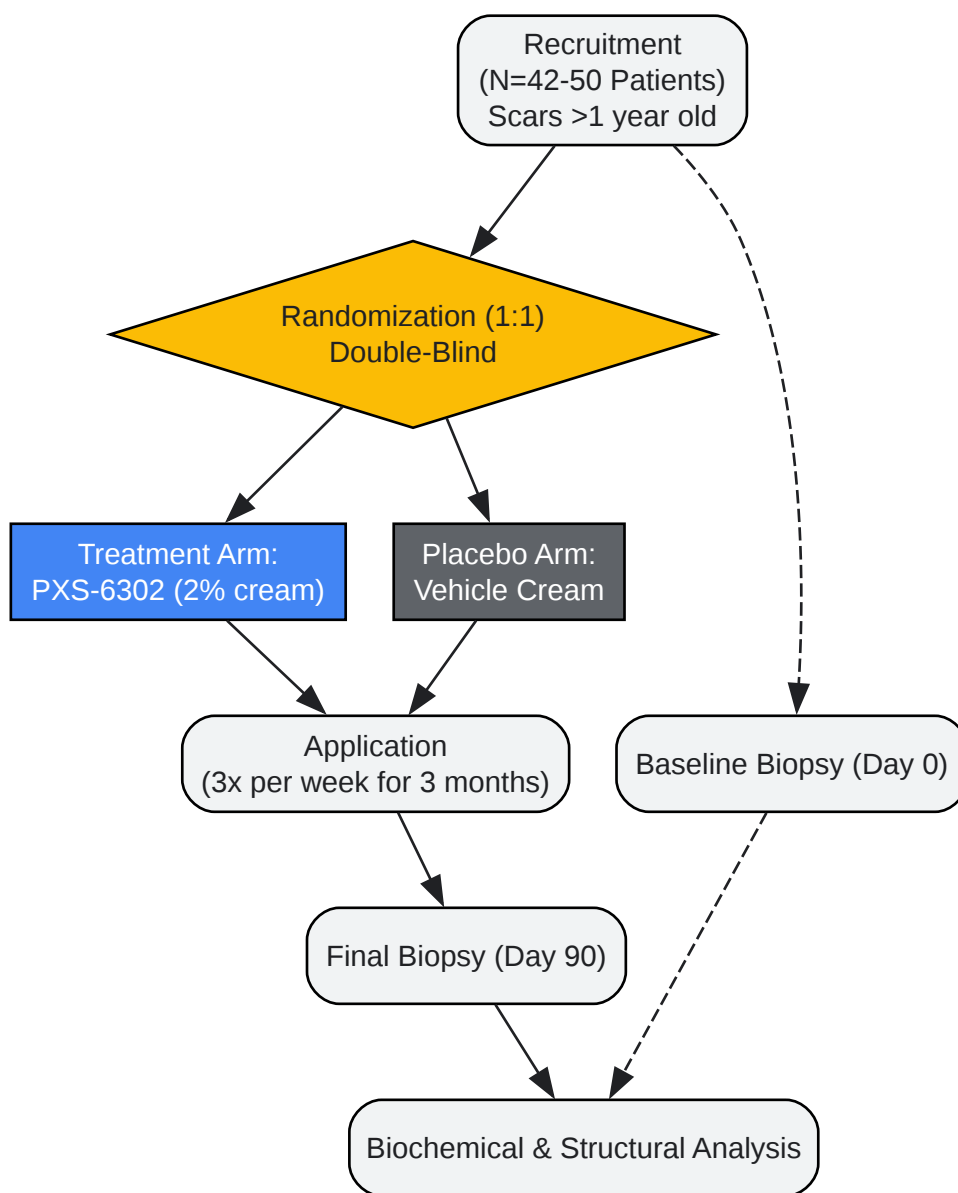 Recruitment
(N=42-50 Patients)
Scars >1 year old
Randomization (1:1)
Double-Blind
Treatment Arm:
PXS-6302 (2% cream)
Placebo Arm:
Vehicle Cream
Application
(3x per week for 3 months)
Baseline Biopsy (Day 0)
Final Biopsy (Day 90)
Biochemical & Structural Analysis